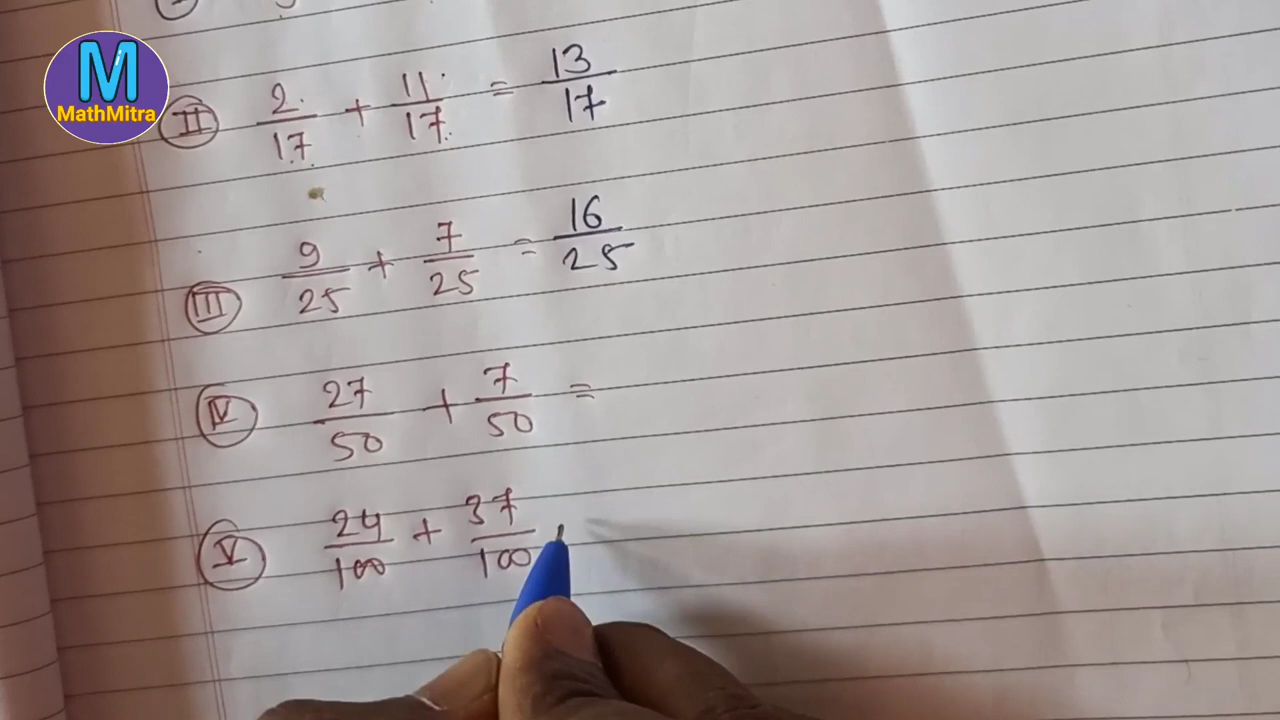 M
MathMitra
II 2/17 + 11/17 = 13/17
III 9/25 + 7/25 = 16/25
IV 27/50 + 7/50 =
V 24/100 + 37/100